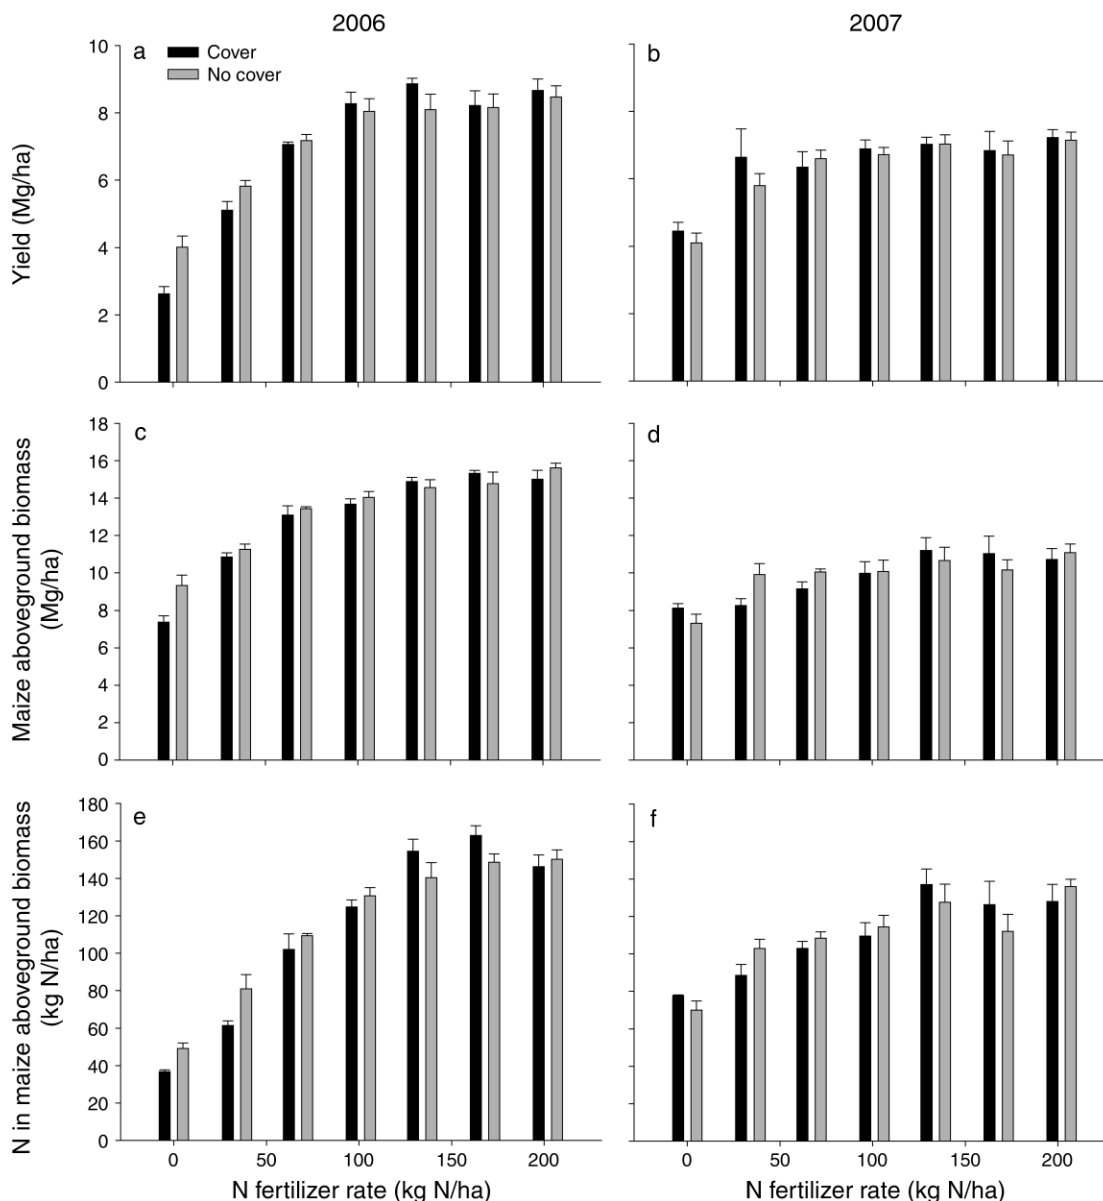 2006
2007
a
Cover
No cover
b
10
8
6
4
2
0
Yield (Mg/ha)
c
d
18
16
14
12
10
8
6
4
2
0
Maize aboveground biomass
(Mg/ha)
e
f
180
160
140
120
100
80
60
40
20
0
N in maize aboveground biomass
(kg N/ha)
0 50 100 150 200
0 50 100 150 200
N fertilizer rate (kg N/ha)
N fertilizer rate (kg N/ha)